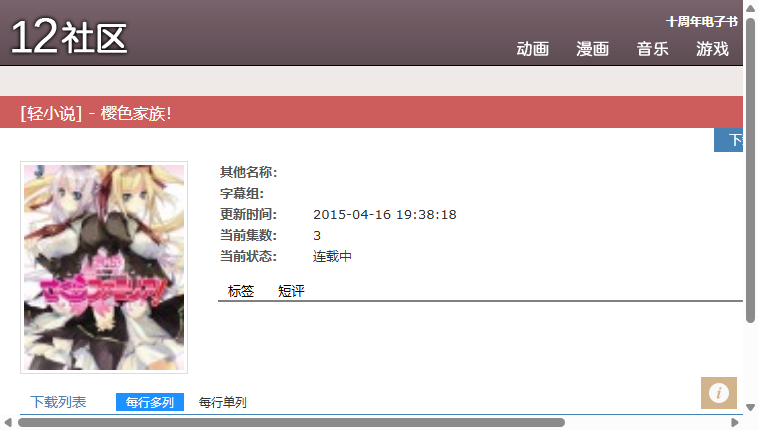 12社区
十周年电子书
动画 漫画 音乐 游戏
[轻小说] - 樱色家族!
下
其他名称:
字幕组:
更新时间: 2015-04-16 19:38:18
当前集数: 3
当前状态: 连载中
标签 短评
下载列表 每行多列 每行单列